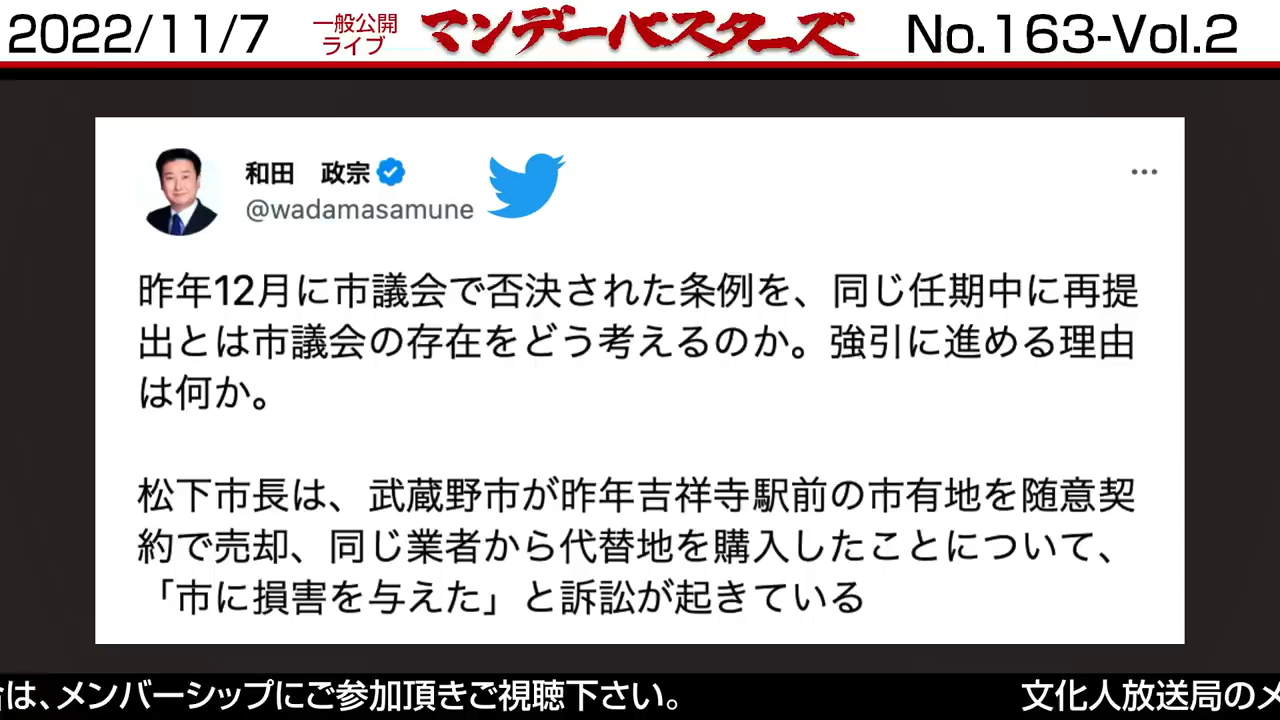 2022/11/7
一般公開
ライブ
マンデーバスターズ
No.163-Vol.2
和田　政宗
@wadamasamune
昨年12月に市議会で否決された条例を、同じ任期中に再提
出とは市議会の存在をどう考えるのか。強引に進める理由
は何か。
松下市長は、武蔵野市が昨年吉祥寺駅前の市有地を随意契
約で売却、同じ業者から代替地を購入したことについて、
「市に損害を与えた」と訴訟が起きている
は、メンバーシップにご参加頂きご視聴下さい。
文化人放送局のメ